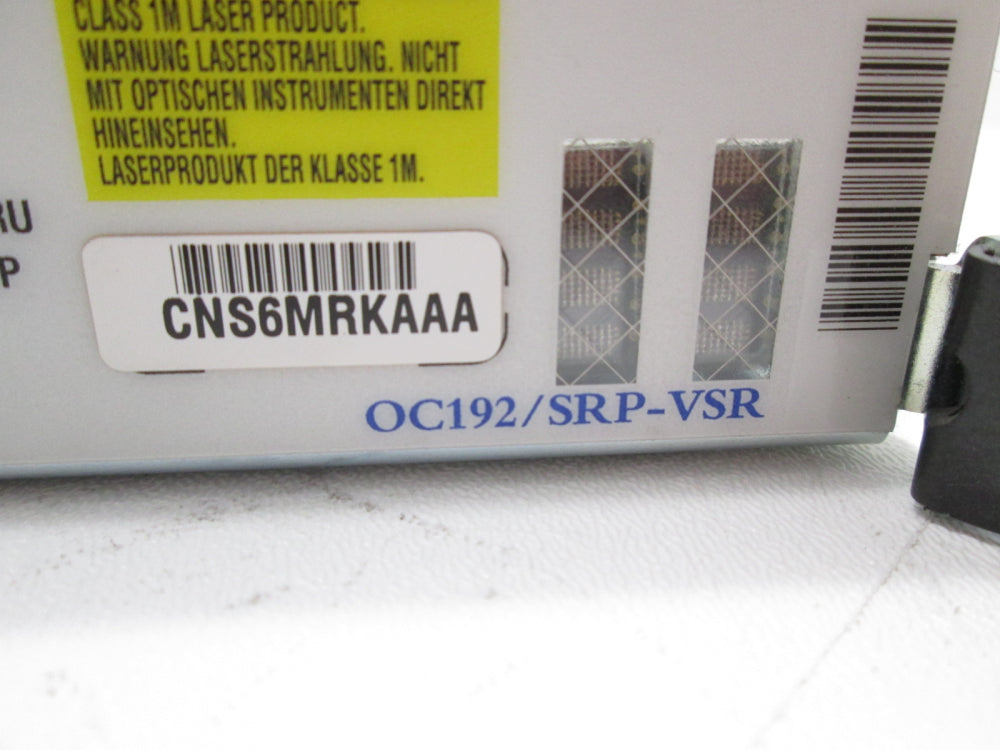 CLASS 1M LASER PRODUCT.
WARNUNG LASERSTRAHLUNG. NICHT
MIT OPTISCHEN INSTRUMENTEN DIREKT
HINEINSEHEN.
LASERPRODUKT DER KLASSE 1M.
RU
P
CNS6MRKAAA
OC192/SRP-VSR